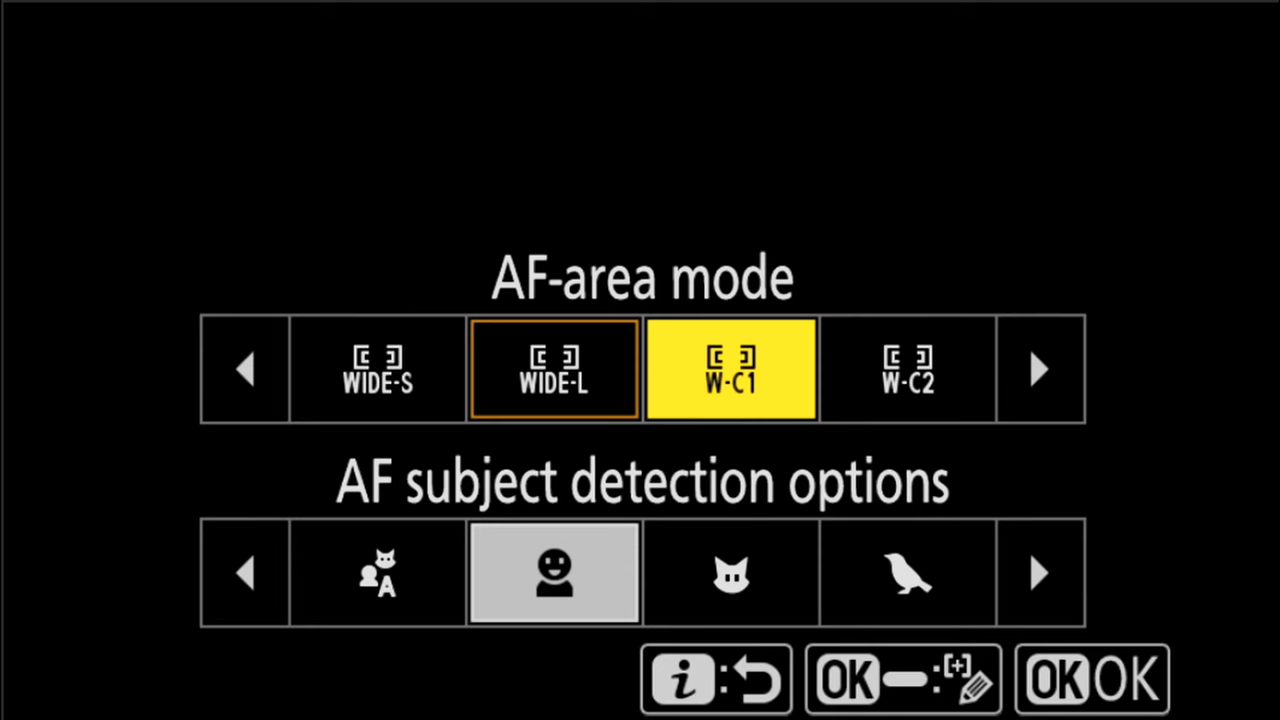 AF-area mode
WIDE-S WIDE-L W-C1 W-C2
AF subject detection options
A
i : OK : OK OK